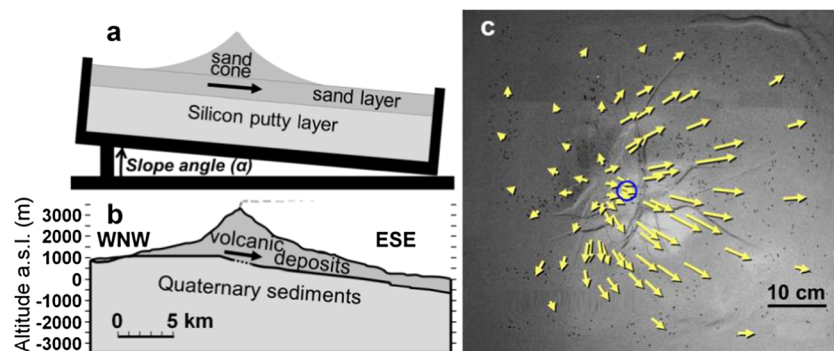 a
sand
cone
sand layer
Silicon putty layer
Slope angle (α)
b
Altitude a.s.l. (m)
3000
2000
1000
0
-1000
-2000
-3000
WNW
ESE
volcanic
deposits
Quaternary sediments
0 5 km
c
10 cm